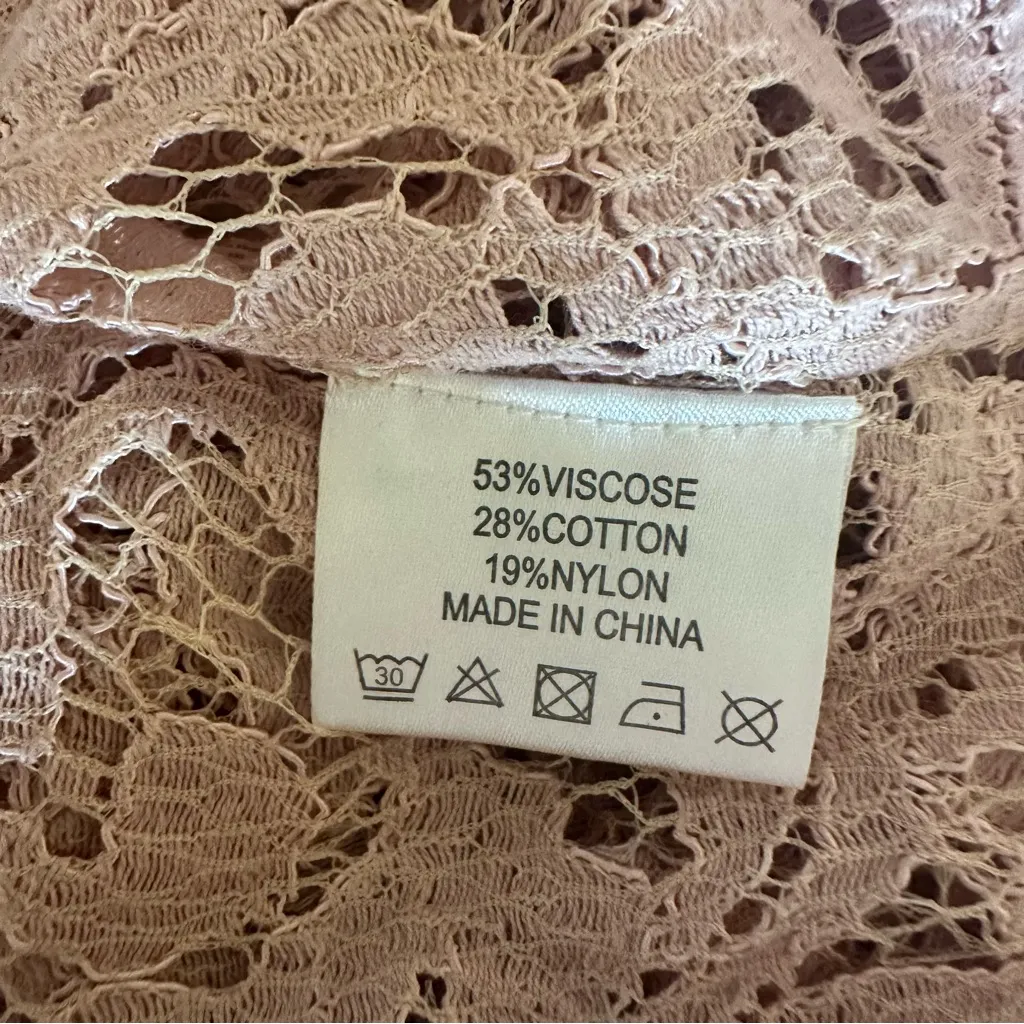 53%VISCOSE
28%COTTON
19%NYLON
MADE IN CHINA
30